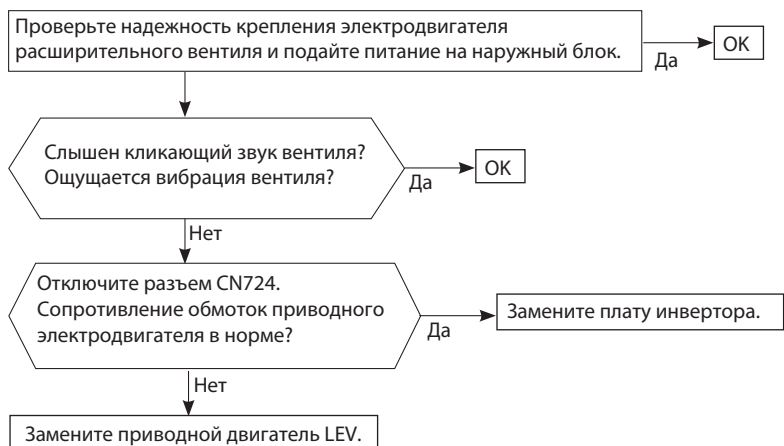 Проверьте надежность крепления электродвигателя
расширительного вентиля и подайте питание на наружный блок.
Да
OK
Слышен кликающий звук вентиля?
Ощущается вибрация вентиля?
Да
OK
Нет
Отключите разъем CN724.
Сопротивление обмоток приводного
электродвигателя в норме?
Да
Замените плату инвертора.
Нет
Замените приводной двигатель LEV.